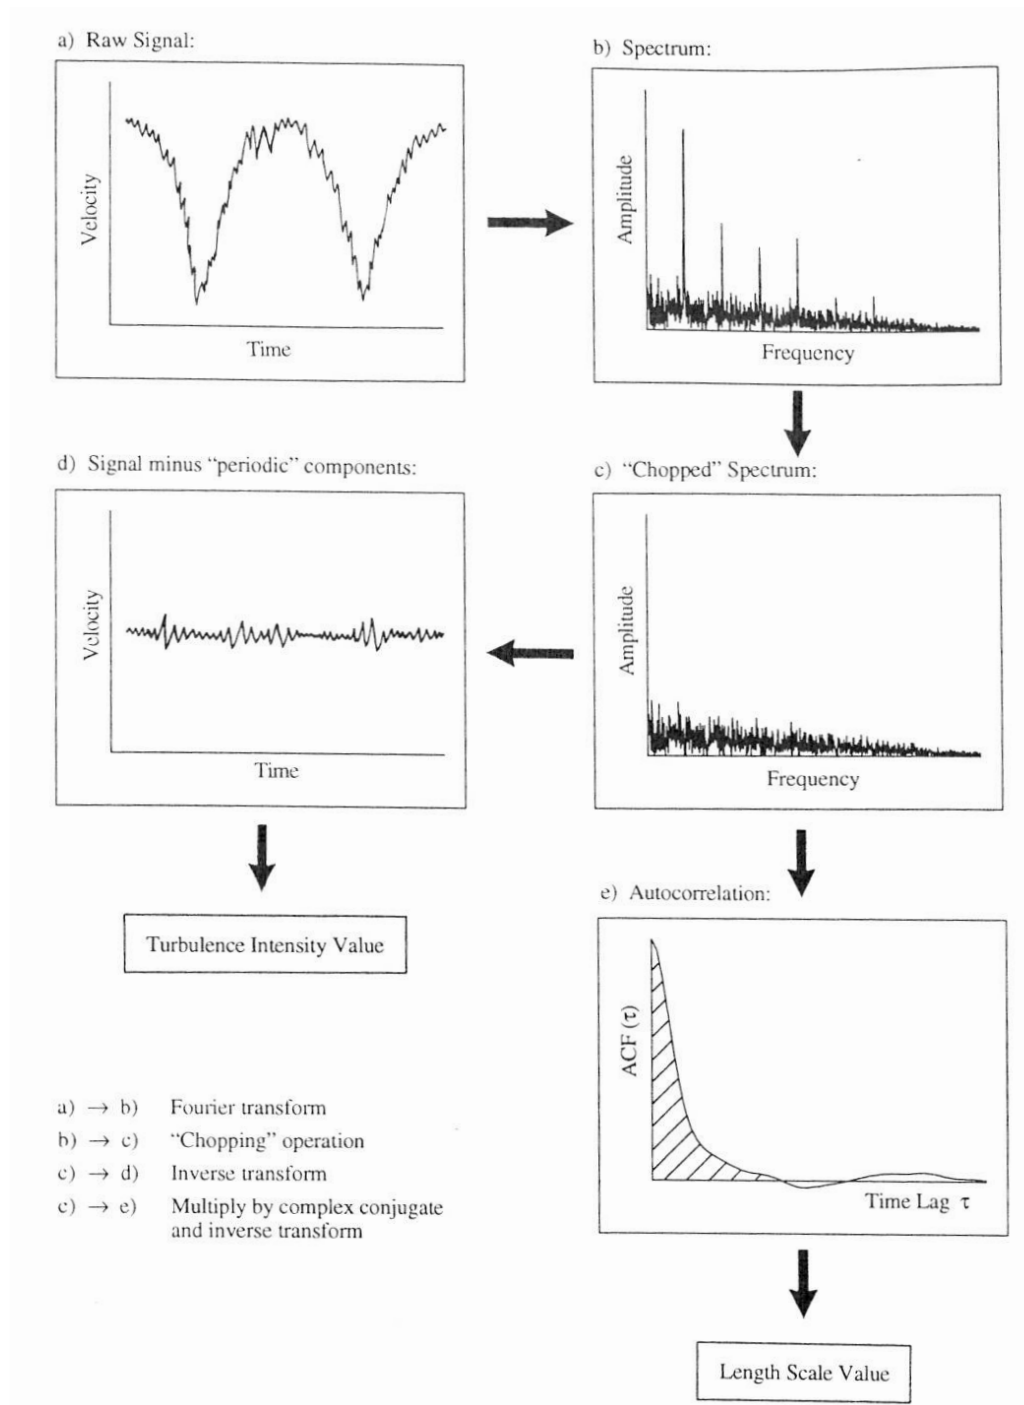 a) Raw Signal:
Velocity
Time
b) Spectrum:
Amplitude
Frequency
d) Signal minus “periodic” components:
Velocity
Time
c) “Chopped” Spectrum:
Amplitude
Frequency
Turbulence Intensity Value
e) Autocorrelation:
ACF (τ)
Time Lag τ
a) → b) Fourier transform
b) → c) “Chopping” operation
c) → d) Inverse transform
c) → e) Multiply by complex conjugate
and inverse transform
Length Scale Value